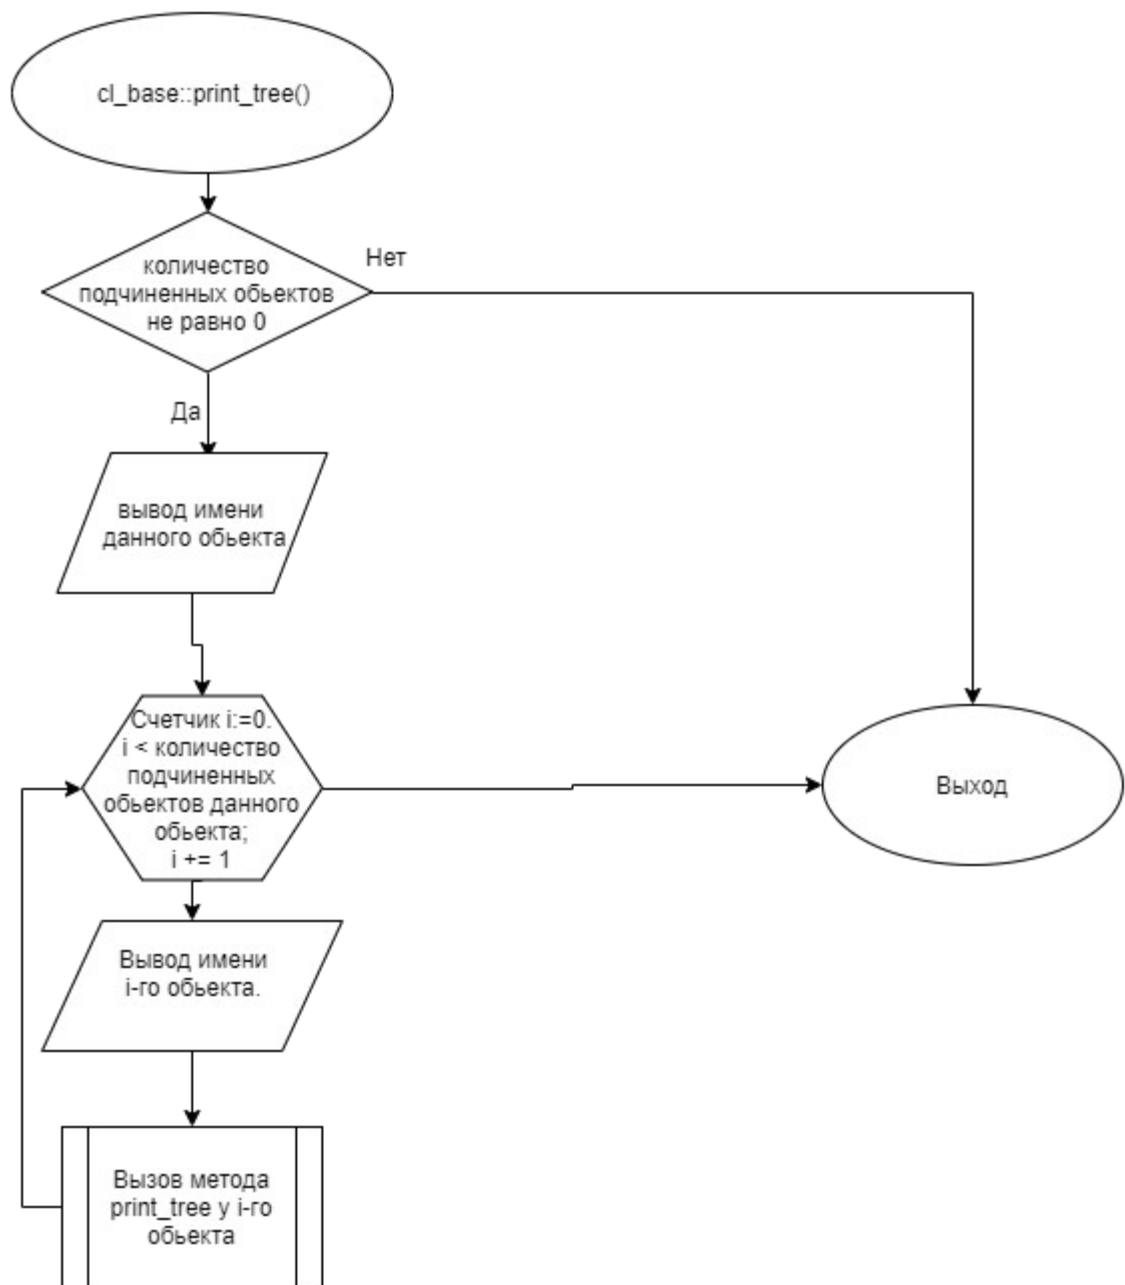 cl_base::print_tree()
количество
подчиненных обьектов
не равно 0
Нет
Да
вывод имени
данного обьекта
Счетчик i:=0.
i < количество
подчиненных
обьектов данного
обьекта;
i += 1
Выход
Вывод имени
i-го обьекта.
Вызов метода
print_tree у i-го
обьекта